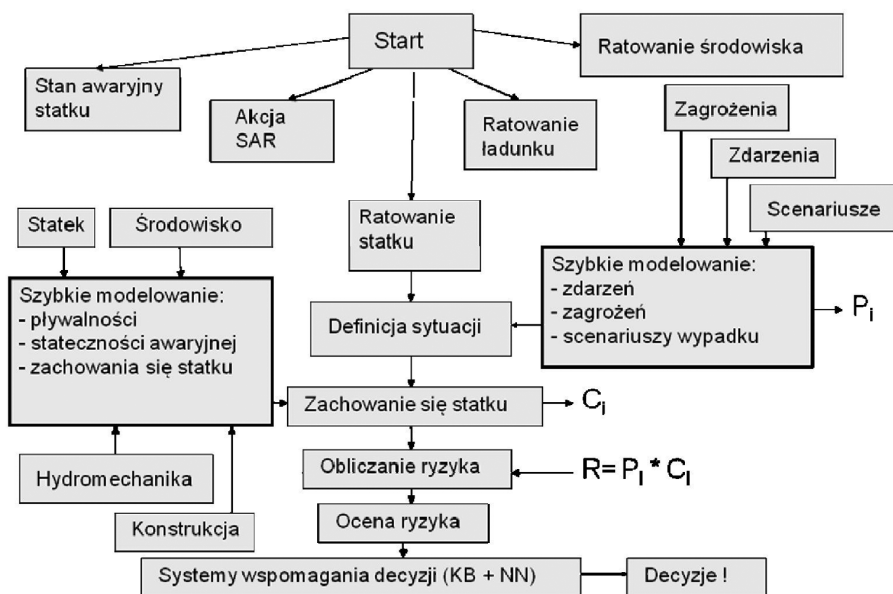 Start
Ratowanie środowiska
Stan awaryjny
statku
Akcja
SAR
Ratowanie
ładunku
Zagrożenia
Zdarzenia
Scenariusze
Statek
Środowisko
Ratowanie
statku
Szybkie modelowanie:
- pływalności
- stateczności awaryjnej
- zachowania się statku
Szybkie modelowanie:
- zdarzeń
- zagrożeń
- scenariuszy wypadku
Pi
Definicja sytuacji
Zachowanie się statku
Ci
Hydromechanika
Obliczanie ryzyka
R= Pi * Ci
Konstrukcja
Ocena ryzyka
Systemy wspomagania decyzji (KB + NN)
Decyzje !